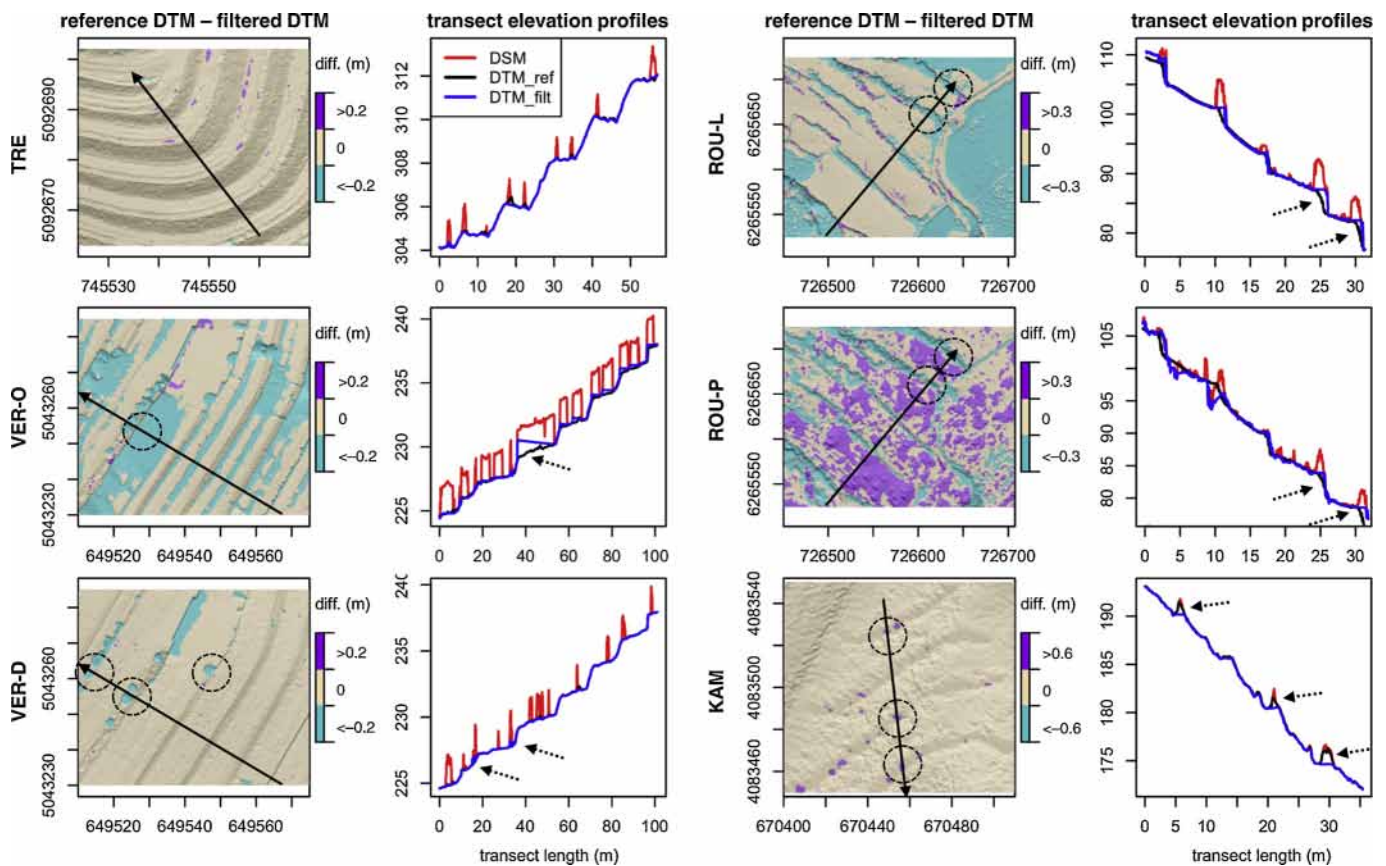 reference DTM – filtered DTM
transect elevation profiles
reference DTM – filtered DTM
transect elevation profiles
TRE
5092670 5092690
745530 745550
diff. (m)
>0.2
0
<−0.2
304 306 308 310 312
0 10 20 30 40 50
DSM
DTM_ref
DTM_filt
ROU-L
6265550 6265650
726500 726600 726700
diff. (m)
>0.3
0
<−0.3
80 90 100 110
0 5 10 15 20 25 30
VER-O
5043230 5043260
649520 649540 649560
diff. (m)
>0.2
0
<−0.2
225 230 235 240
0 20 40 60 80 100
ROU-P
6265550 6265650
726500 726600 726700
diff. (m)
>0.3
0
<−0.3
80 85 90 95 105
0 5 10 15 20 25 30
VER-D
5043230 5043260
649520 649540 649560
diff. (m)
>0.2
0
<−0.2
225 230 235 240
0 20 40 60 80 100
transect length (m)
KAM
4083460 4083500 4083540
670400 670440 670480
diff. (m)
>0.6
0
<−0.6
175 180 185 190
0 10 20 30
transect length (m)